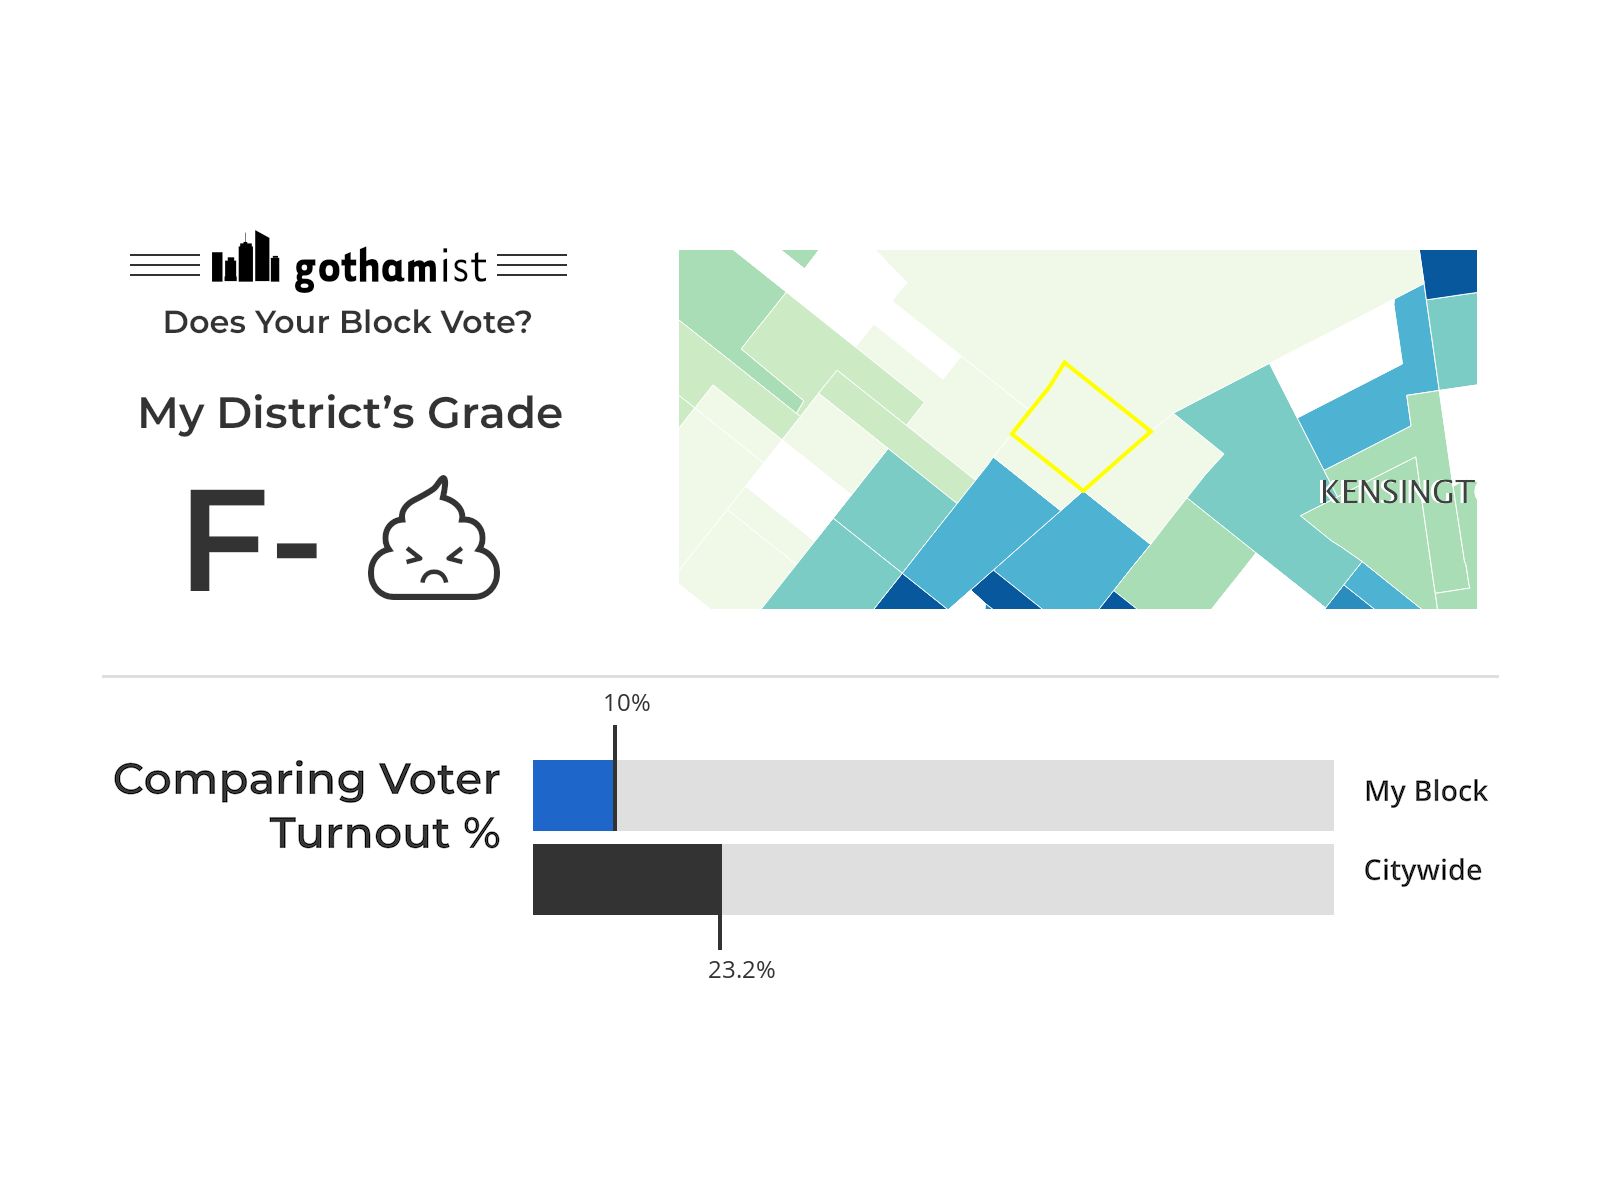 gothamist
Does Your Block Vote?
My District’s Grade
F-
KENSINGT
10%
Comparing Voter
Turnout %
My Block
Citywide
23.2%